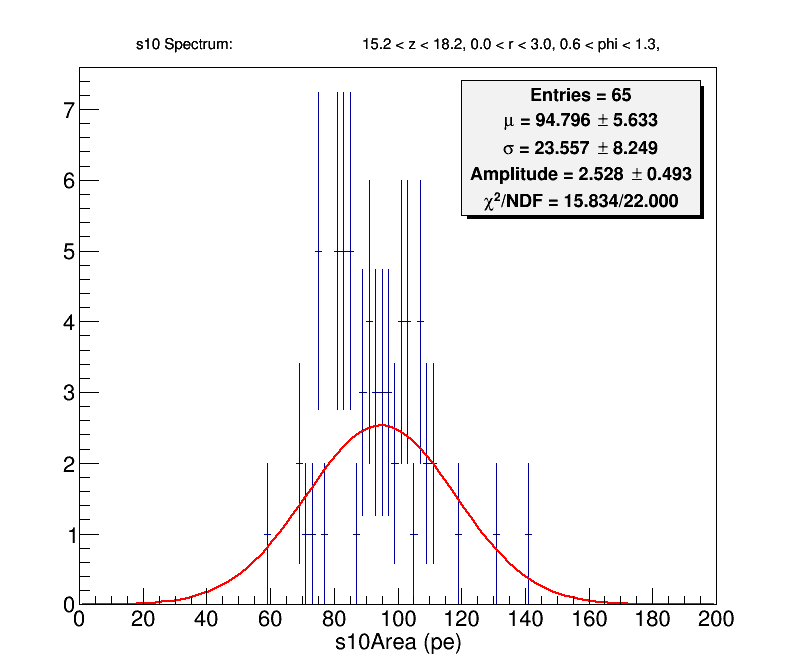 s10 Spectrum: 15.2 < z < 18.2, 0.0 < r < 3.0, 0.6 < phi < 1.3,
Entries = 65
μ = 94.796 ± 5.633
σ = 23.557 ± 8.249
Amplitude = 2.528 ± 0.493
χ²/NDF = 15.834/22.000
7
6
5
4
3
2
1
0
0 20 40 60 80 100 120 140 160 180 200
s10Area (pe)